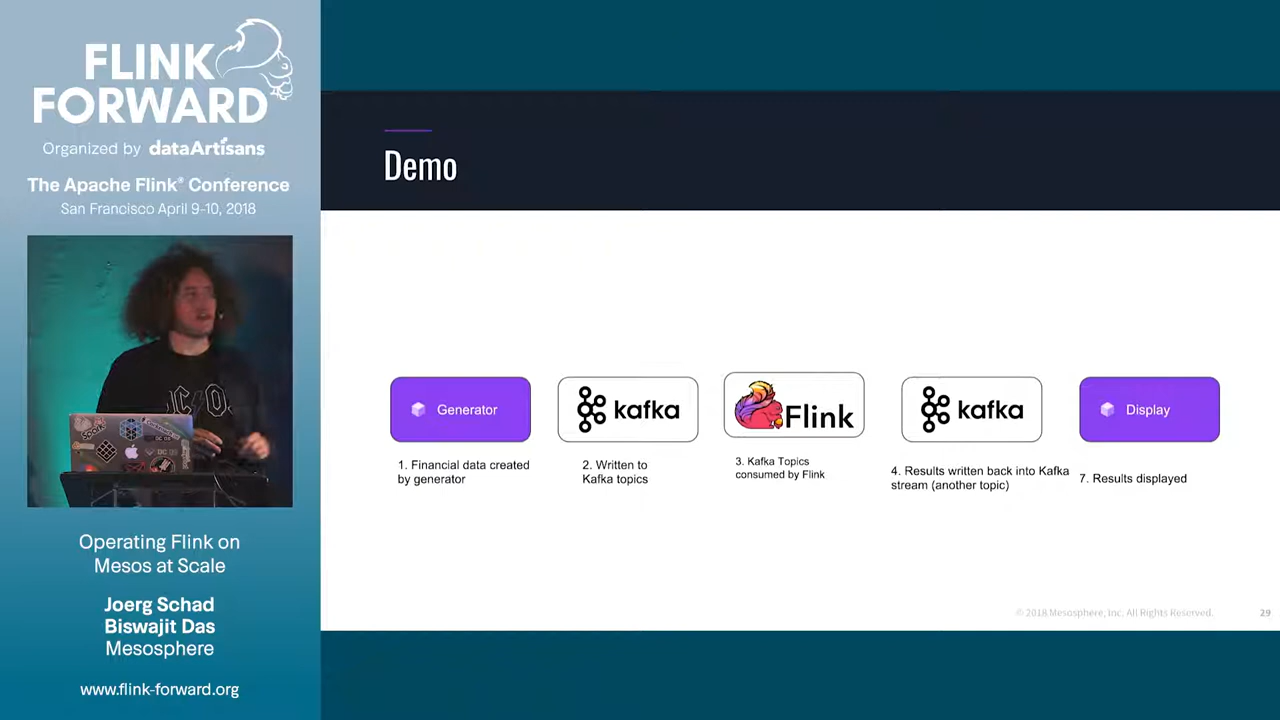 FLINK
FORWARD
Organized by dataArtisans
The Apache Flink® Conference
San Francisco April 9-10, 2018
Operating Flink on
Mesos at Scale
Joerg Schad
Biswajit Das
Mesosphere
www.flink-forward.org
Demo
Generator
kafka
Flink
kafka
Display
1. Financial data created
by generator
2. Written to
Kafka topics
3. Kafka Topics
consumed by Flink
4. Results written back into Kafka
stream (another topic)
7. Results displayed
© 2018 Mesosphere, Inc. All Rights Reserved.
29